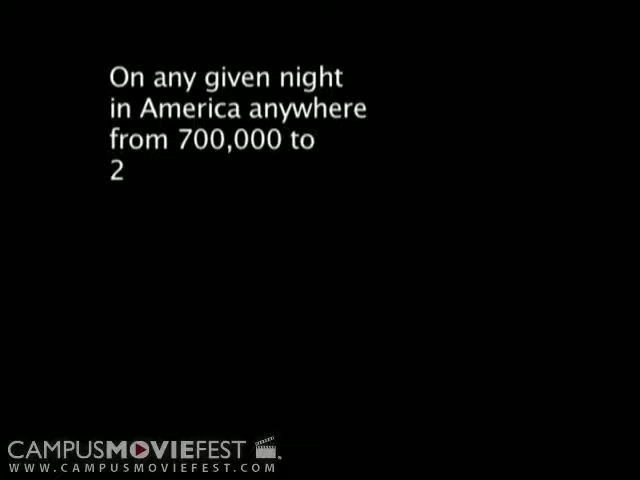 On any given night
in America anywhere
from 700,000 to
2
CAMPUSMOVIEFEST
WWW.CAMPUSMOVIEFEST.COM